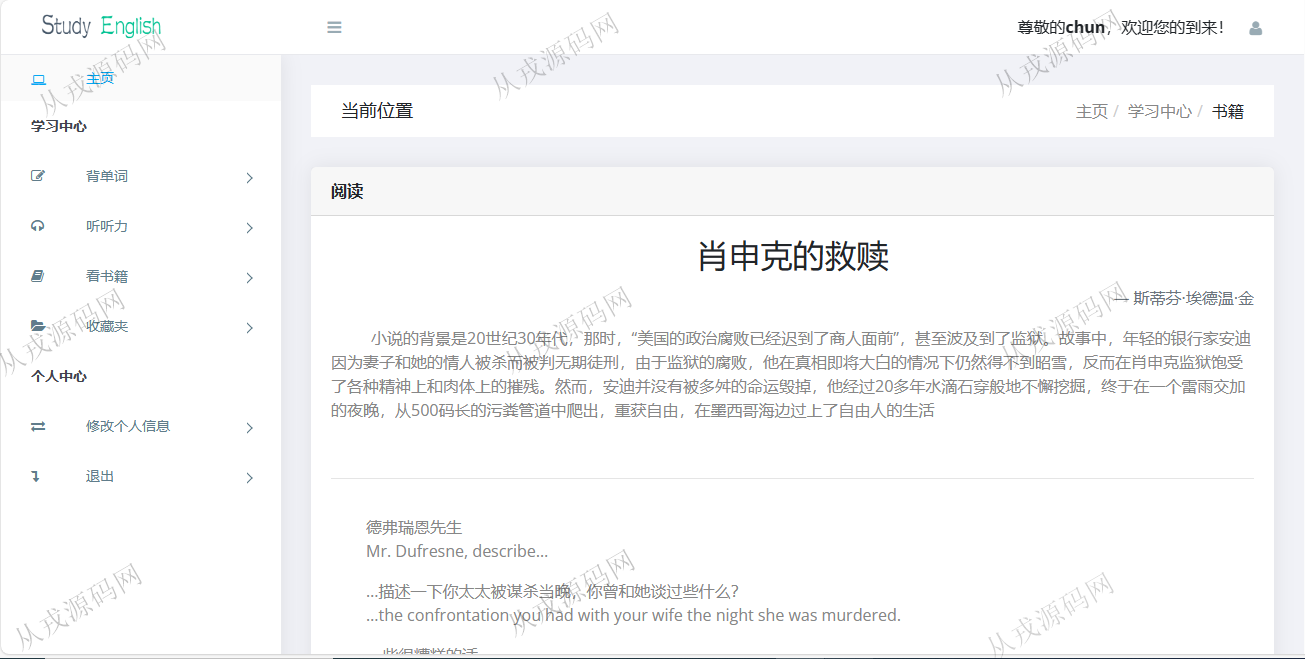 Study English
尊敬的chun，欢迎您的到来！
主页
学习中心
背单词
听听力
看书籍
收藏夹
个人中心
修改个人信息
退出
当前位置
主页 / 学习中心 / 书籍
阅读
肖申克的救赎
— 斯蒂芬·埃德温·金
小说的背景是20世纪30年代，那时，“美国的政治腐败已经迟到了商人面前”，甚至波及到了监狱。故事中，年轻的银行家安迪
因为妻子和她的情人被杀而被判无期徒刑，由于监狱的腐败，他在真相即将大白的情况下仍然得不到昭雪，反而在肖申克监狱饱受
了各种精神上和肉体上的摧残。然而，安迪并没有被多舛的命运毁掉，他经过20多年水滴石穿般地不懈挖掘，终于在一个雷雨交加
的夜晚，从500码长的污粪管道中爬出，重获自由，在墨西哥海边过上了自由人的生活
德弗瑞恩先生
Mr. Dufresne, describe...
...描述一下你太太被谋杀当晚，你曾和她谈过些什么?
...the confrontation you had with your wife the night she was murdered.
一些很糟糕的话
从戎源码网
从戎源码网
从戎源码网
从戎源码网
从戎源码网
从戎源码网
从戎源码网
从戎源码网
从戎源码网